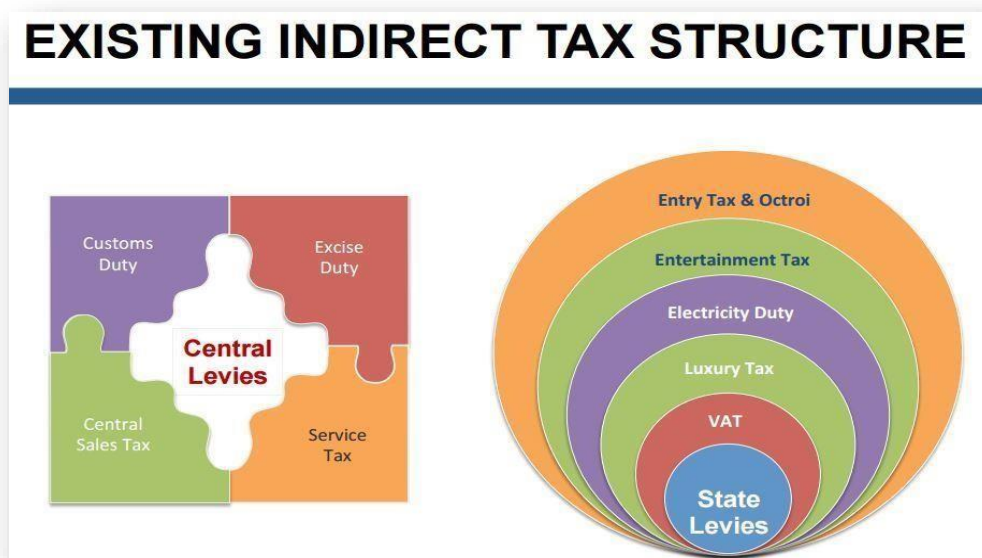 EXISTING INDIRECT TAX STRUCTURE
Customs
Duty
Excise
Duty
Central
Levies
Central
Sales Tax
Service
Tax
Entry Tax & Octroi
Entertainment Tax
Electricity Duty
Luxury Tax
VAT
State
Levies